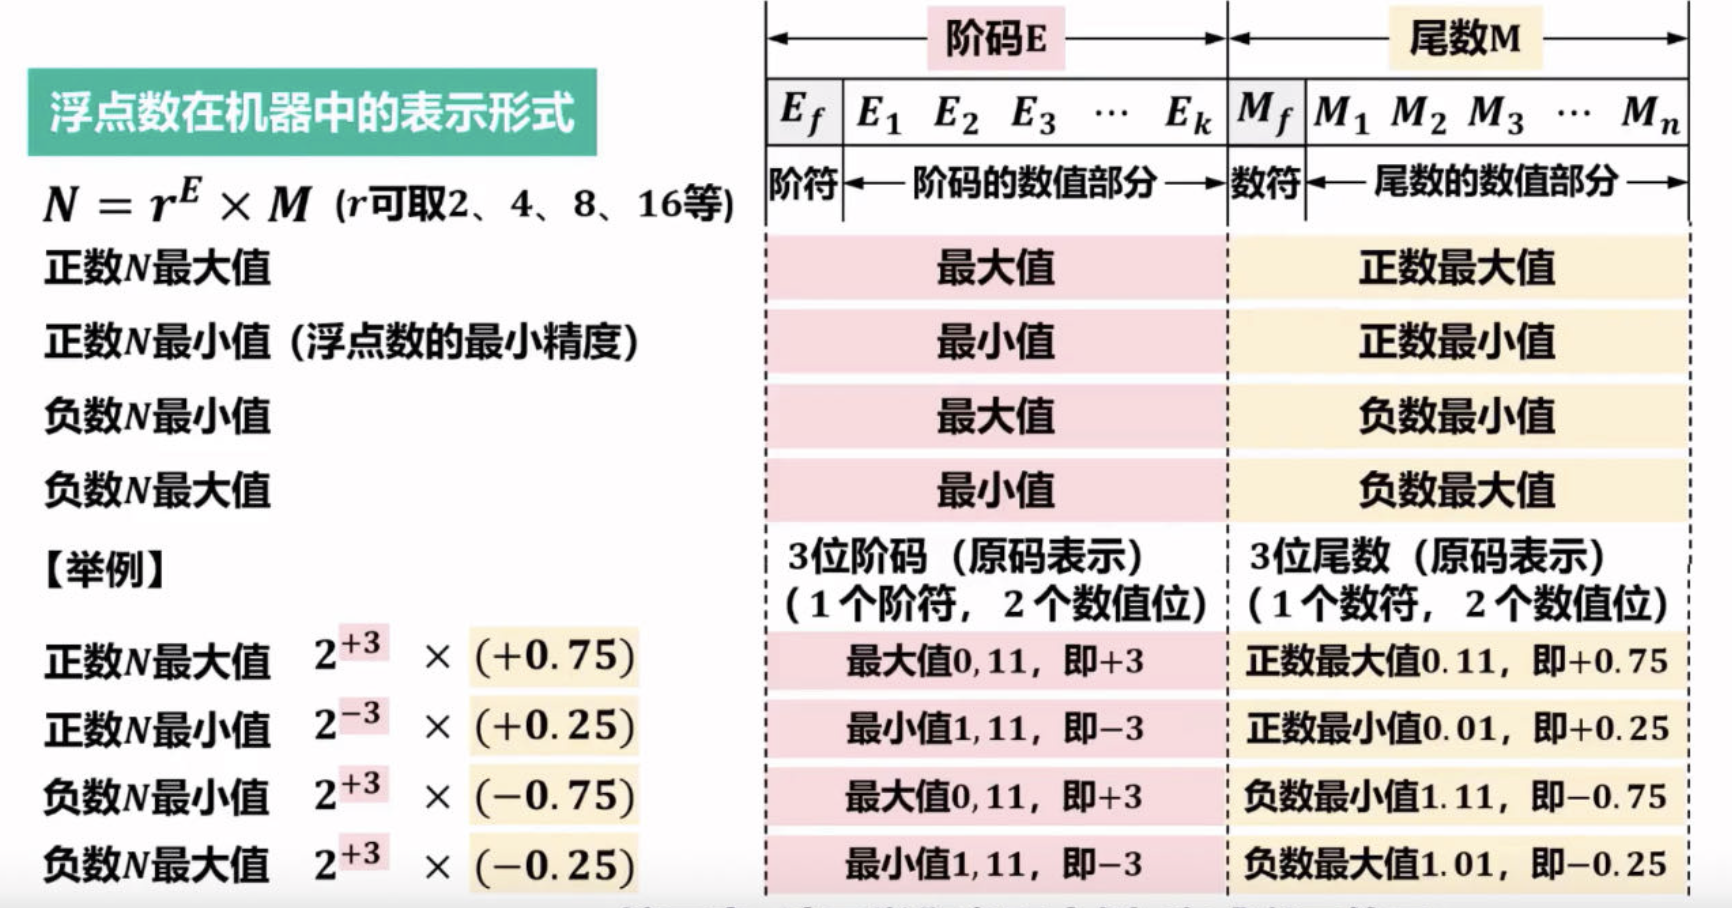 阶码E 尾数M
浮点数在机器中的表示形式
E_f E_1 E_2 E_3 ⋯ E_k M_f M_1 M_2 M_3 ⋯ M_n
阶符 阶码的数值部分 数符 尾数的数值部分
N = r^E × M (r可取2、4、8、16等)
正数N最大值 最大值 正数最大值
正数N最小值（浮点数的最小精度） 最小值 正数最小值
负数N最小值 最大值 负数最小值
负数N最大值 最小值 负数最大值
【举例】
3位阶码（原码表示） 3位尾数（原码表示）
（1个阶符，2个数值位） （1个数符，2个数值位）
正数N最大值 2^{+3} × (+0.75) 最大值0,11，即+3 正数最大值0.11，即+0.75
正数N最小值 2^{−3} × (+0.25) 最小值1,11，即−3 正数最小值0.01，即+0.25
负数N最小值 2^{+3} × (−0.75) 最大值0,11，即+3 负数最小值1.11，即−0.75
负数N最大值 2^{+3} × (−0.25) 最小值1,11，即−3 负数最大值1.01，即−0.25